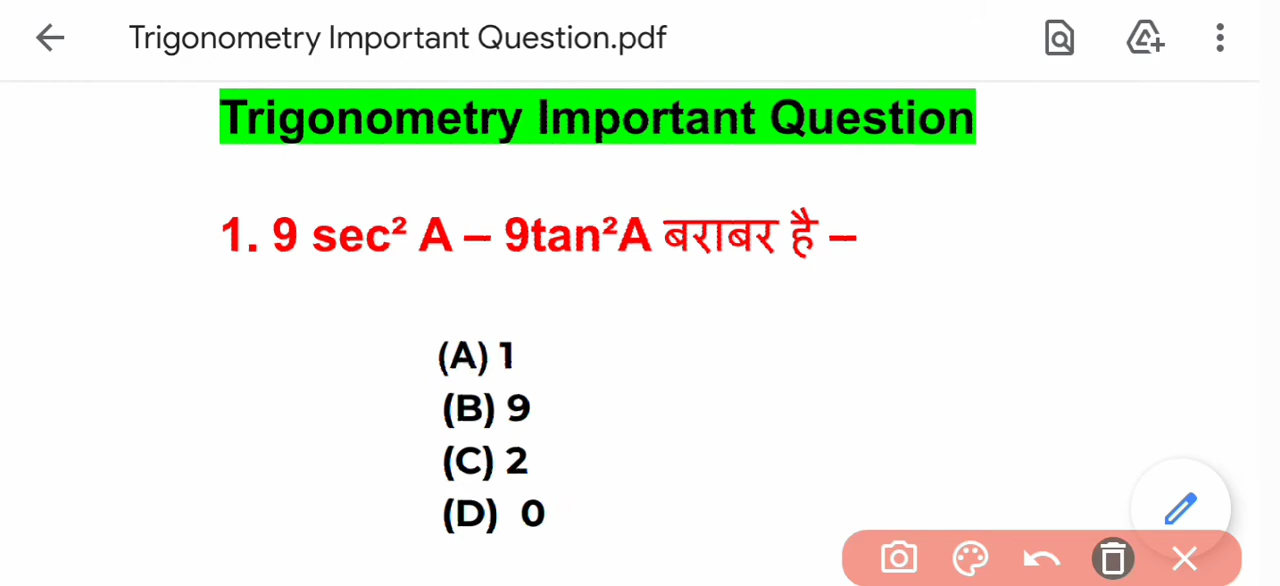 Trigonometry Important Question.pdf
Trigonometry Important Question
1. 9 sec² A – 9tan²A बराबर है –
(A) 1
(B) 9
(C) 2
(D) 0